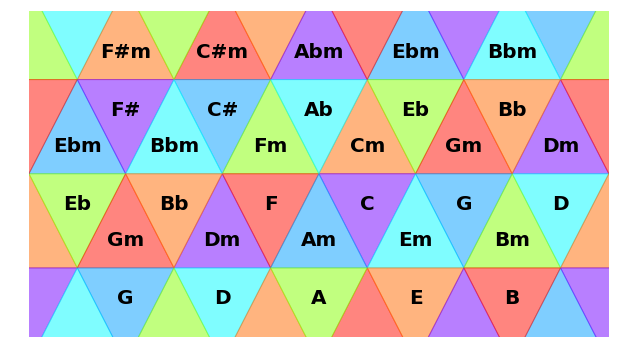 F#m C#m Abm Ebm Bbm
F# C# Ab Eb Bb
Ebm Bbm Fm Cm Gm Dm
Eb Bb F C G D
Gm Dm Am Em Bm
G D A E B